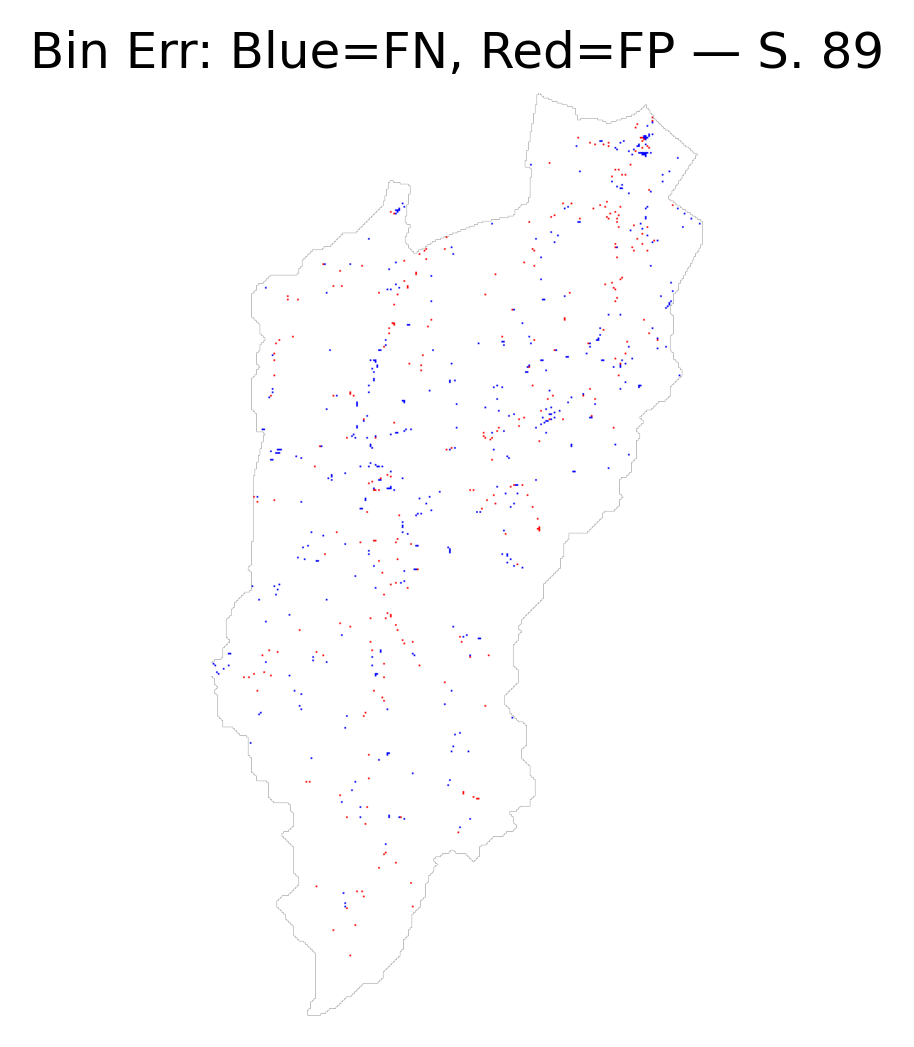 Bin Err: Blue=FN, Red=FP — S. 89